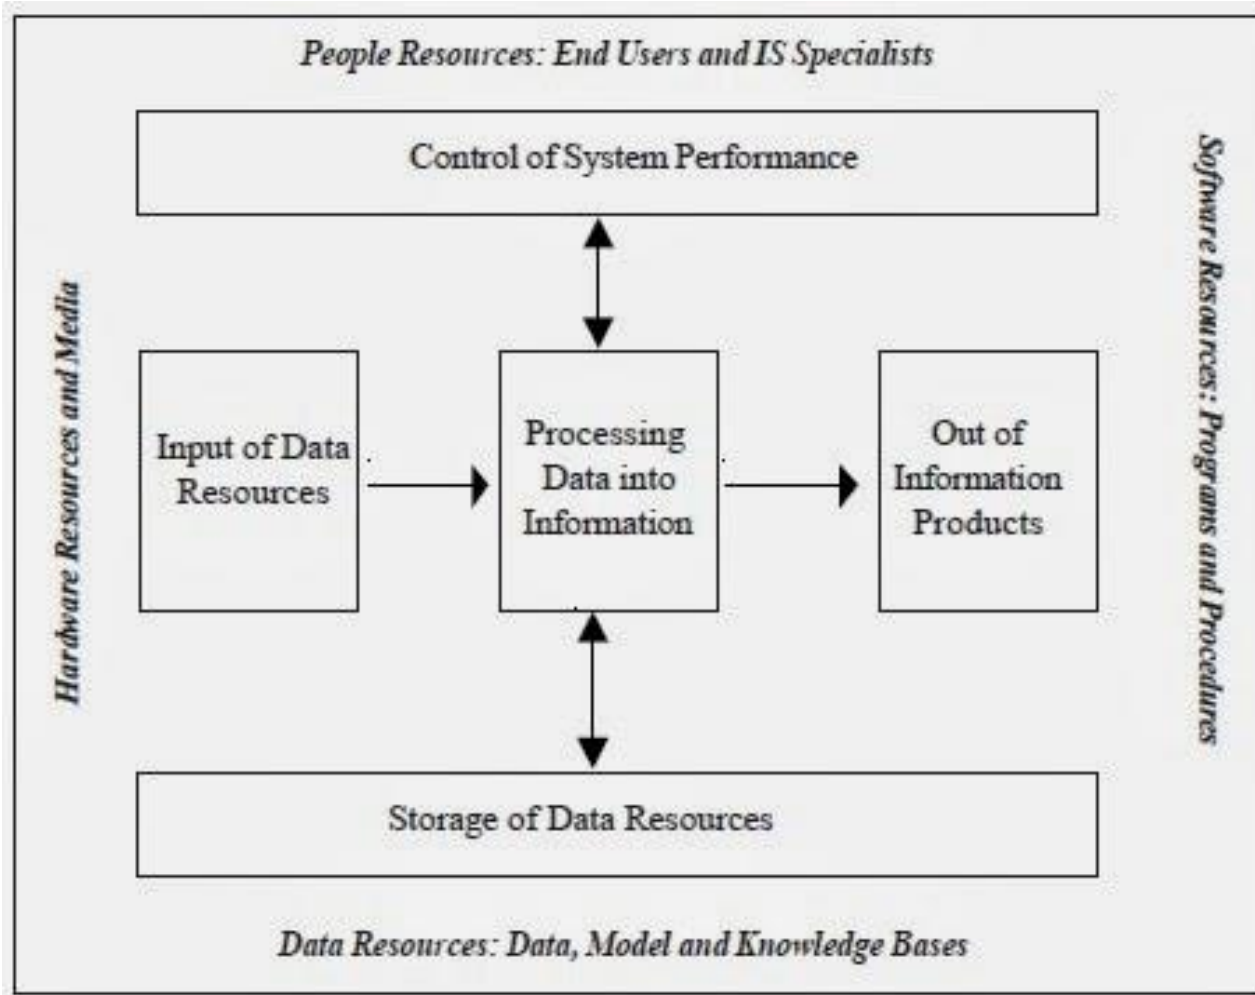 People Resources: End Users and IS Specialists
Control of System Performance
Software Resources: Programs and Procedures
Hardware Resources and Media
Input of Data
Resources
Processing
Data into
Information
Out of
Information
Products
Storage of Data Resources
Data Resources: Data, Model and Knowledge Bases